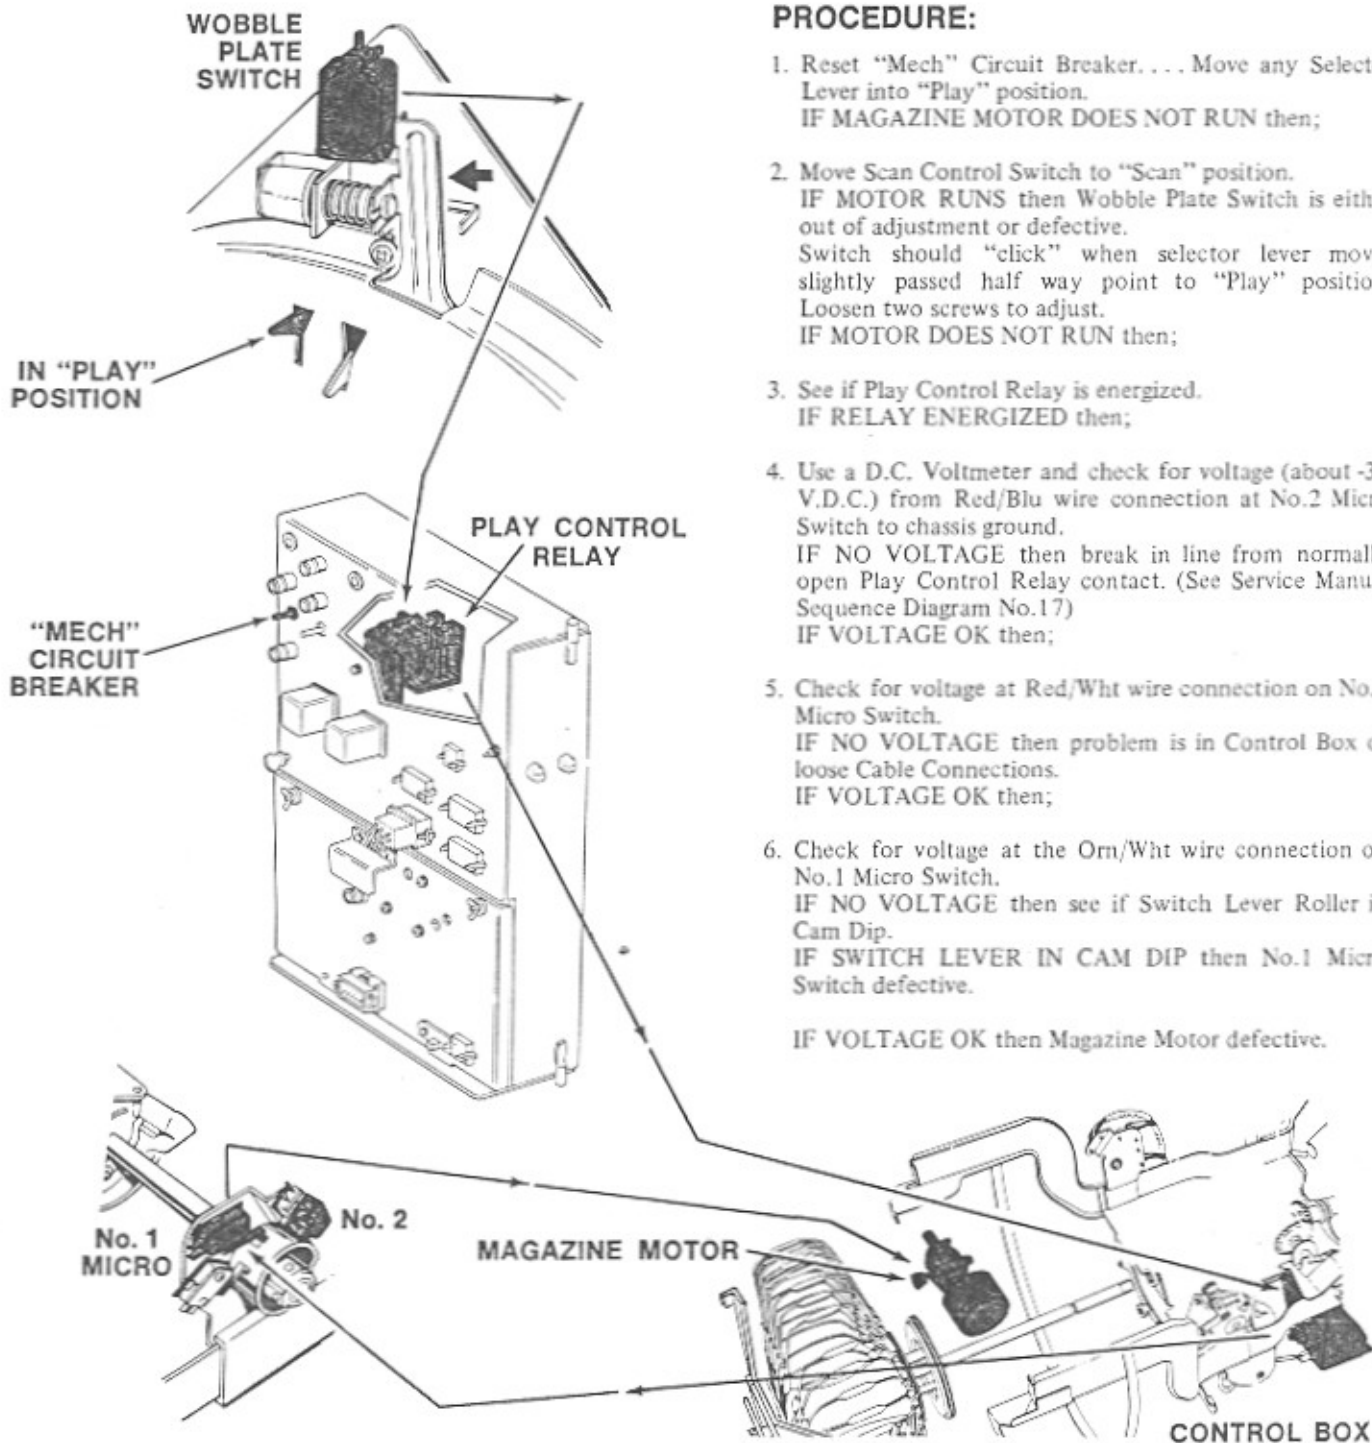 WOBBLE
PLATE
SWITCH
IN “PLAY”
POSITION
PLAY CONTROL
RELAY
“MECH”
CIRCUIT
BREAKER
No. 1
MICRO
No. 2
MAGAZINE MOTOR
CONTROL BOX
PROCEDURE:
1. Reset “Mech” Circuit Breaker.... Move any Select
Lever into “Play” position.
IF MAGAZINE MOTOR DOES NOT RUN then;
2. Move Scan Control Switch to “Scan” position.
IF MOTOR RUNS then Wobble Plate Switch is eith
out of adjustment or defective.
Switch should “click” when selector lever mov
slightly passed half way point to “Play” positio
Loosen two screws to adjust.
IF MOTOR DOES NOT RUN then;
3. See if Play Control Relay is energized.
IF RELAY ENERGIZED then;
4. Use a D.C. Voltmeter and check for voltage (about -3
V.D.C.) from Red/Blu wire connection at No.2 Micr
Switch to chassis ground.
IF NO VOLTAGE then break in line from normall
open Play Control Relay contact. (See Service Manu
Sequence Diagram No.17)
IF VOLTAGE OK then;
5. Check for voltage at Red/Wht wire connection on No.
Micro Switch.
IF NO VOLTAGE then problem is in Control Box o
loose Cable Connections.
IF VOLTAGE OK then;
6. Check for voltage at the Orn/Wht wire connection o
No.1 Micro Switch.
IF NO VOLTAGE then see if Switch Lever Roller i
Cam Dip.
IF SWITCH LEVER IN CAM DIP then No.1 Micr
Switch defective.
IF VOLTAGE OK then Magazine Motor defective.